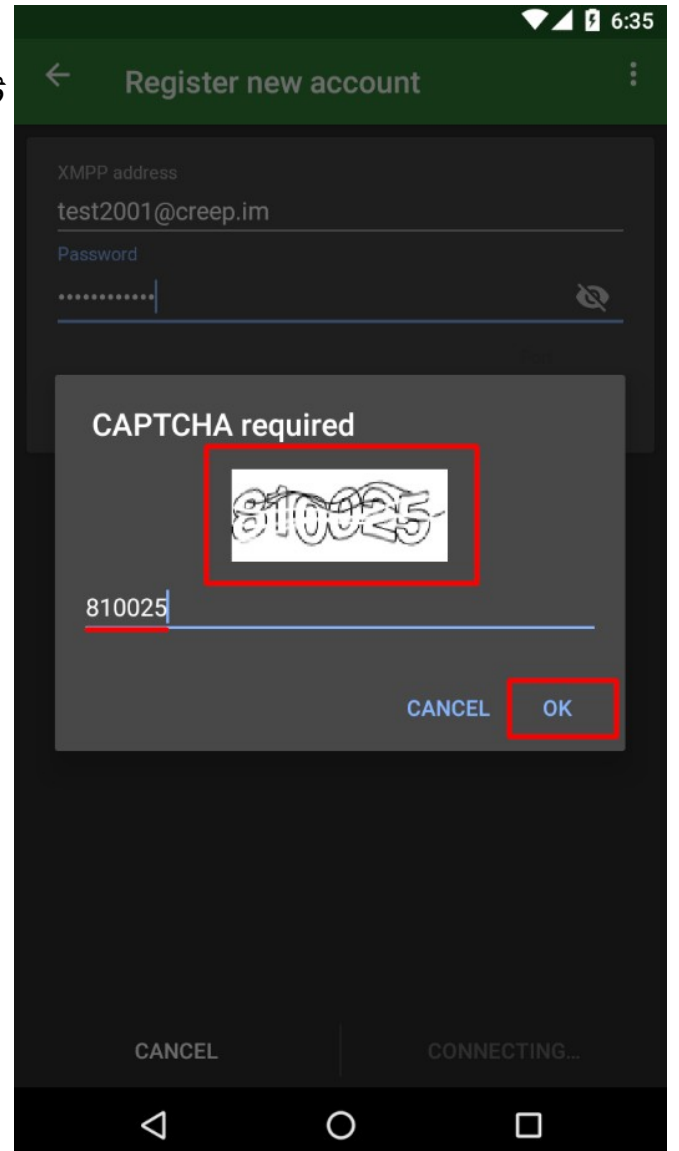 6:35
Register new account
XMPP address
test2001@creep.im
Password
CAPTCHA required
810025
810025
CANCEL OK
CANCEL CONNECTING...